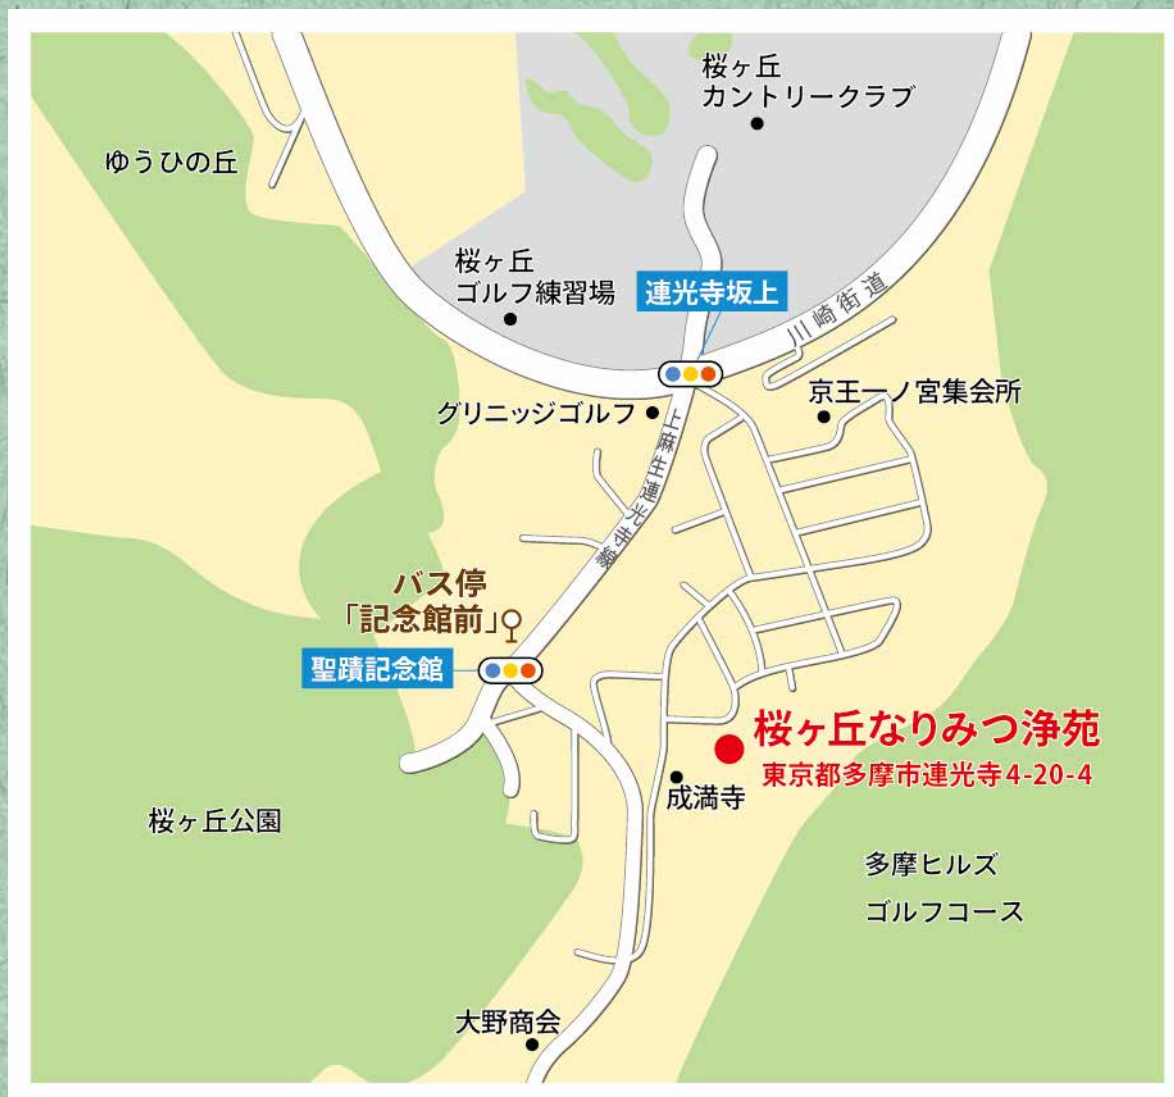 桜ヶ丘
カントリークラブ
ゆうひの丘
桜ヶ丘
ゴルフ練習場
連光寺坂上
川崎街道
京王一ノ宮集会所
グリニッジゴルフ
上麻生連光寺線
バス停
「記念館前」
聖蹟記念館
桜ヶ丘なりみつ浄苑
東京都多摩市連光寺4-20-4
成満寺
桜ヶ丘公園
多摩ヒルズ
ゴルフコース
大野商会